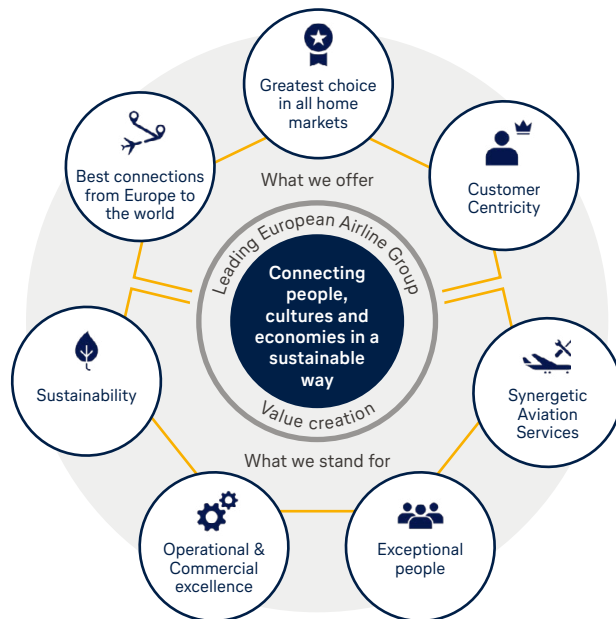 Greatest choice
in all home
markets
Best connections
from Europe to
the world
Customer
Centricity
What we offer
Leading European Airline Group
Connecting
people,
cultures and
economies in a
sustainable
way
Value creation
Sustainability
Synergetic
Aviation
Services
What we stand for
Operational &
Commercial
excellence
Exceptional
people